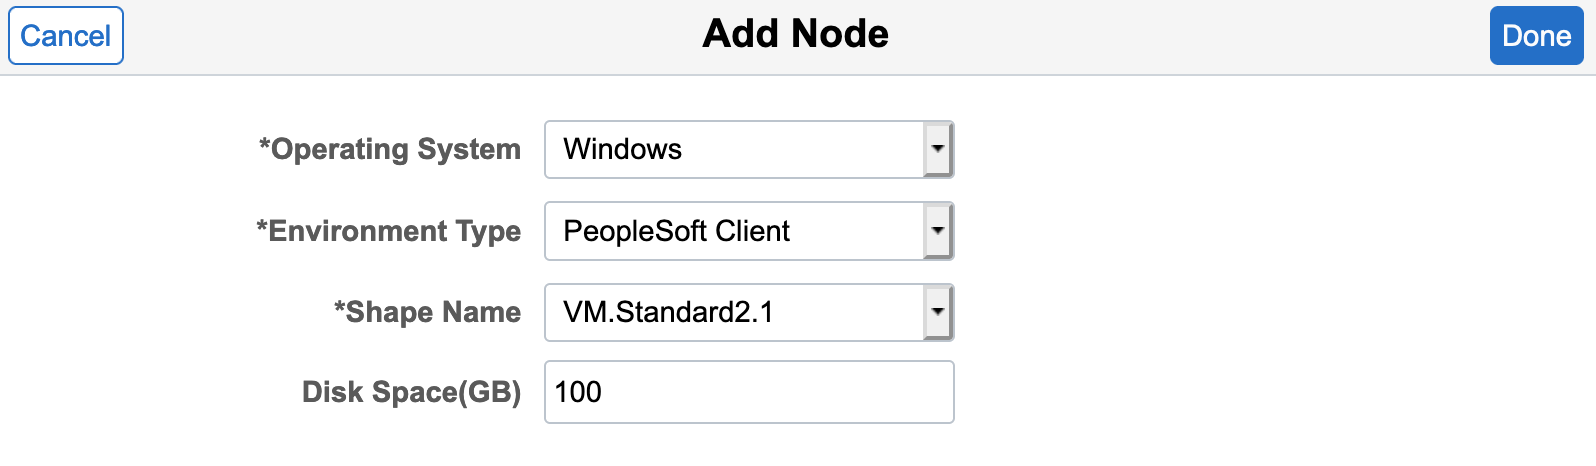 Cancel Add Node Done
*Operating System Windows
*Environment Type PeopleSoft Client
*Shape Name VM.Standard2.1
Disk Space(GB) 100